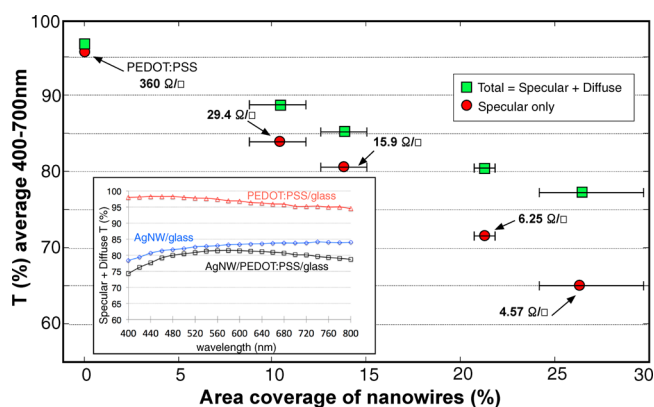 100
90
80
70
60
T (%) average 400-700nm
PEDOT:PSS
360 Ω/□
29.4 Ω/□
15.9 Ω/□
6.25 Ω/□
4.57 Ω/□
Total = Specular + Diffuse
Specular only
100
95
90
85
80
75
70
65
60
Specular + Diffuse T (%)
PEDOT:PSS/glass
AgNW/glass
AgNW/PEDOT:PSS/glass
400 440 480 520 560 600 640 680 720 760 800
wavelength (nm)
0 5 10 15 20 25 30
Area coverage of nanowires (%)